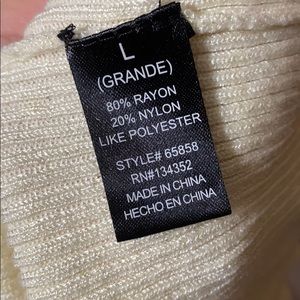 L
(GRANDE)
80% RAYON
20% NYLON
LIKE POLYESTER
STYLE# 65858
RN#134352
MADE IN CHINA
HECHO EN CHINA